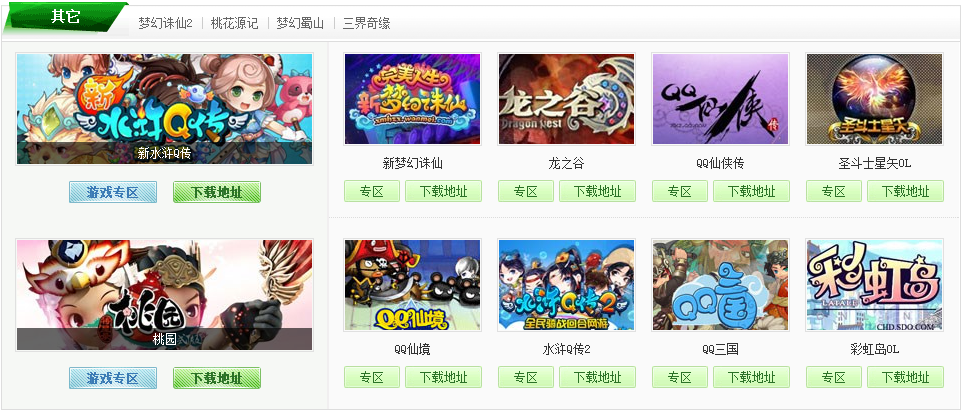 其它
梦幻诛仙2 | 桃花源记 | 梦幻蜀山 | 三界奇缘
新
水浒Q传
新水浒Q传
游戏专区 下载地址
完美人生
新梦幻诛仙
xmhzx.wanmei.com
新梦幻诛仙
专区 下载地址
龙之谷
Dragon Nest
龙之谷
专区 下载地址
QQ仙侠
传
QQ仙侠传
专区 下载地址
圣斗士星矢
圣斗士星矢OL
专区 下载地址
桃园
桃园
游戏专区 下载地址
QQ仙境
QQ仙境
专区 下载地址
水浒Q传2
全民骑战回合网游
水浒Q传2
专区 下载地址
QQ三国
QQ三国
专区 下载地址
彩虹岛
LATALE
CHD.SDO.COM
彩虹岛OL
专区 下载地址